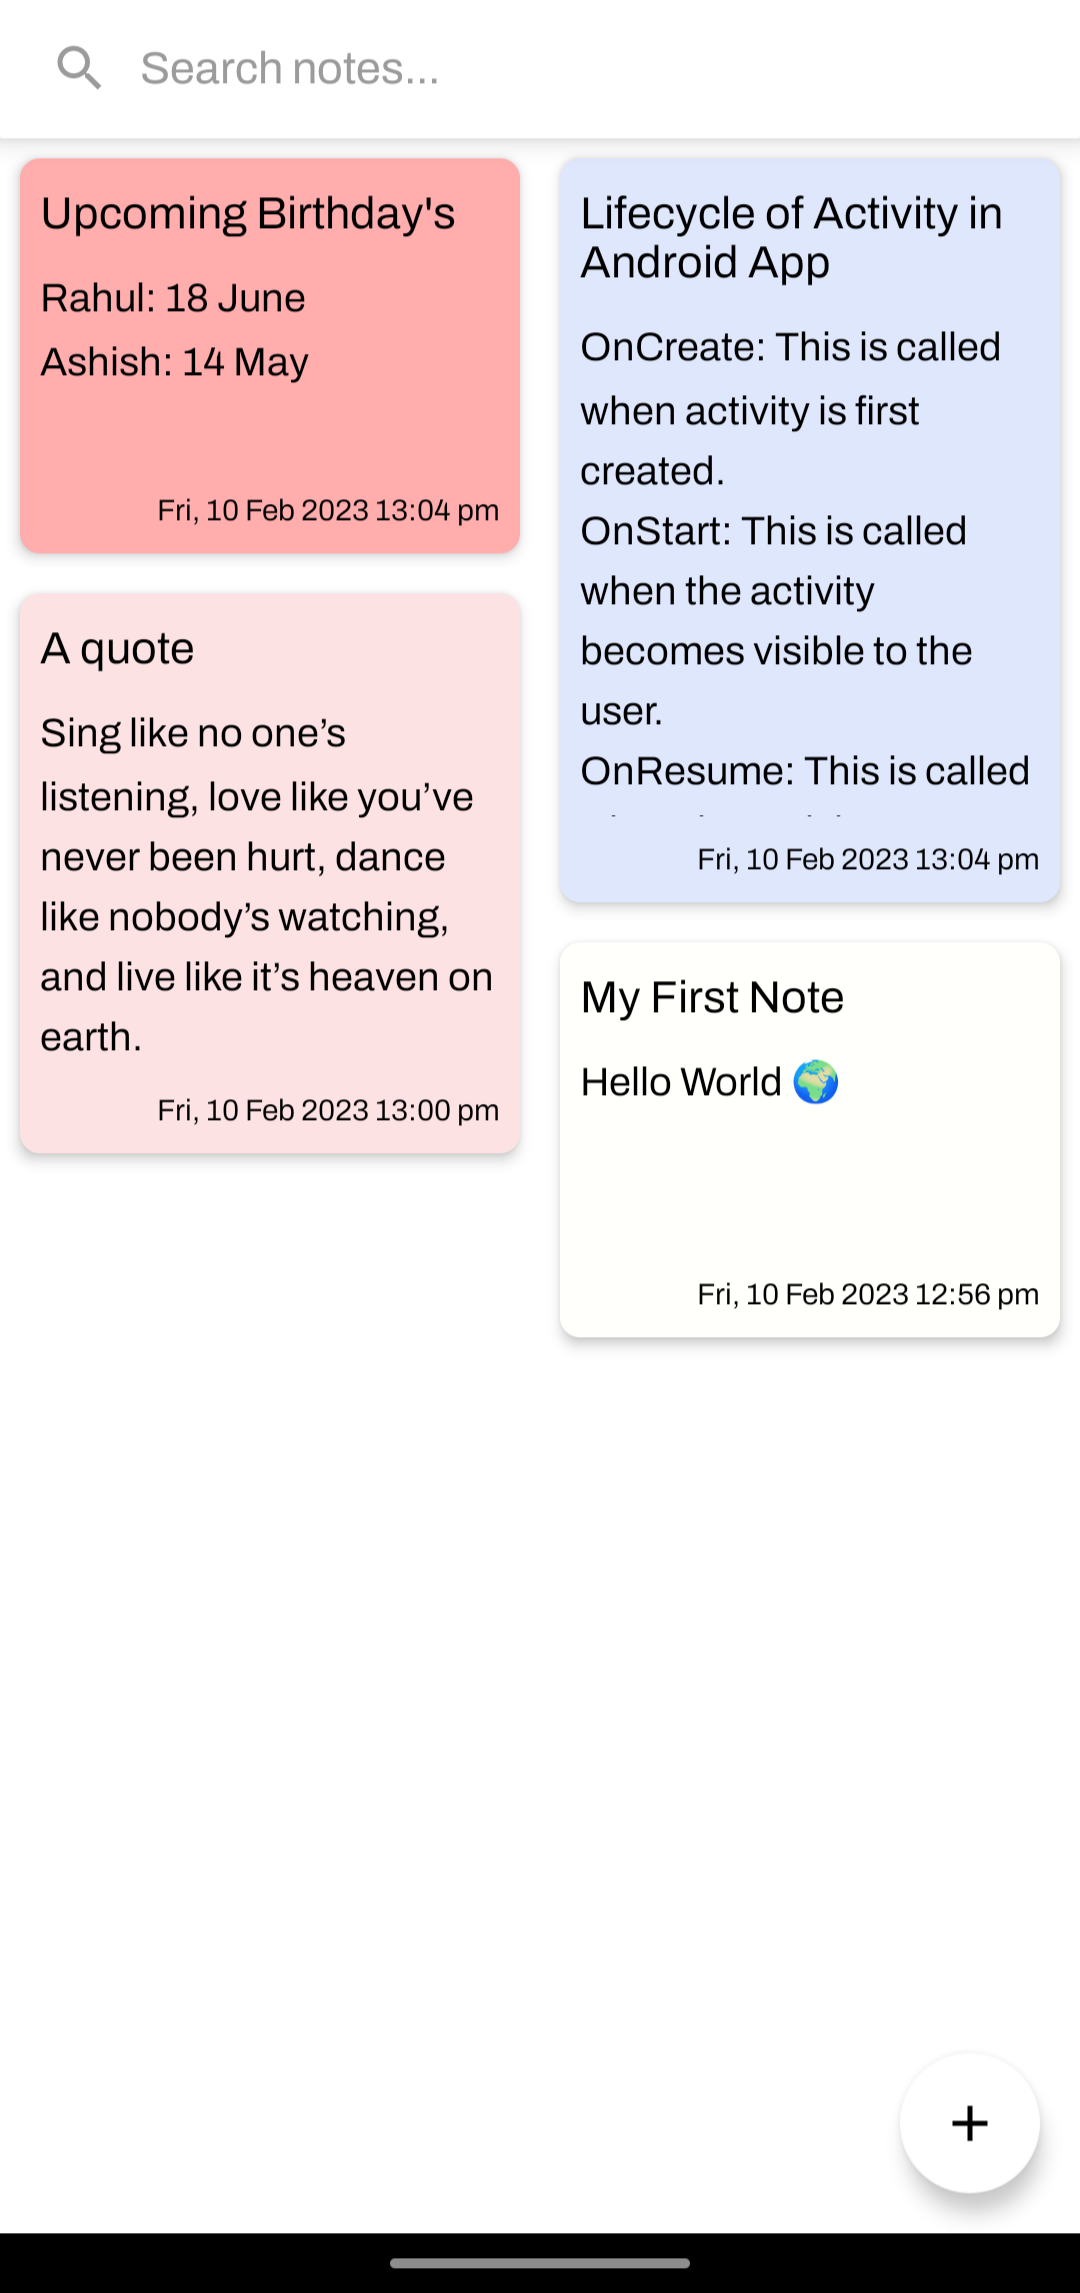 Search notes...
Upcoming Birthday's
Rahul: 18 June
Ashish: 14 May
Fri, 10 Feb 2023 13:04 pm
A quote
Sing like no one’s
listening, love like you’ve
never been hurt, dance
like nobody’s watching,
and live like it’s heaven on
earth.
Fri, 10 Feb 2023 13:00 pm
Lifecycle of Activity in
Android App
OnCreate: This is called
when activity is first
created.
OnStart: This is called
when the activity
becomes visible to the
user.
OnResume: This is called
Fri, 10 Feb 2023 13:04 pm
My First Note
Hello World 🌍
Fri, 10 Feb 2023 12:56 pm